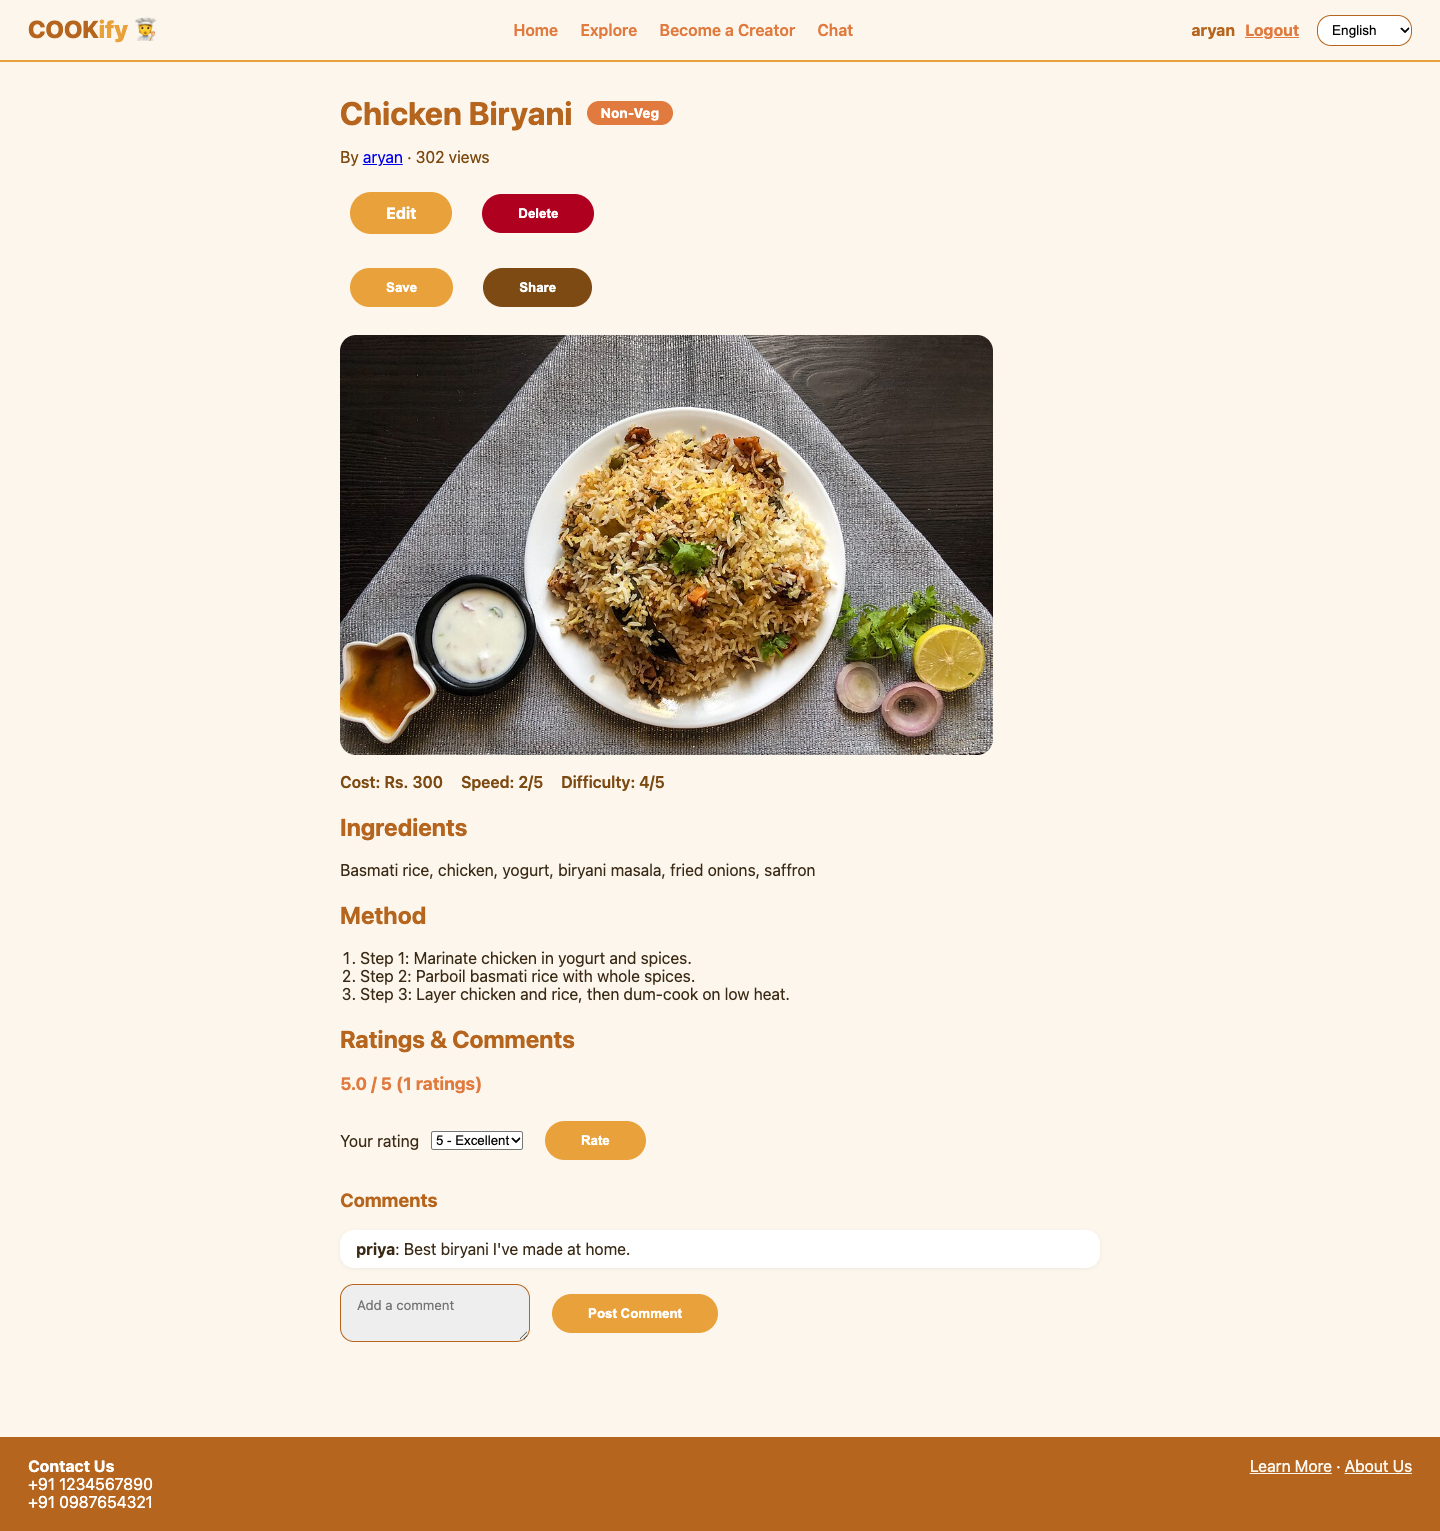 COOKify 👨‍🍳 Home Explore Become a Creator Chat aryan Logout English
Chicken Biryani Non-Veg
By aryan · 302 views
Edit Delete
Save Share
Cost: Rs. 300 Speed: 2/5 Difficulty: 4/5
Ingredients
Basmati rice, chicken, yogurt, biryani masala, fried onions, saffron
Method
1. Step 1: Marinate chicken in yogurt and spices.
2. Step 2: Parboil basmati rice with whole spices.
3. Step 3: Layer chicken and rice, then dum-cook on low heat.
Ratings & Comments
5.0 / 5 (1 ratings)
Your rating 5 - Excellent Rate
Comments
priya: Best biryani I've made at home.
Add a comment Post Comment
Contact Us Learn More · About Us
+91 1234567890
+91 0987654321